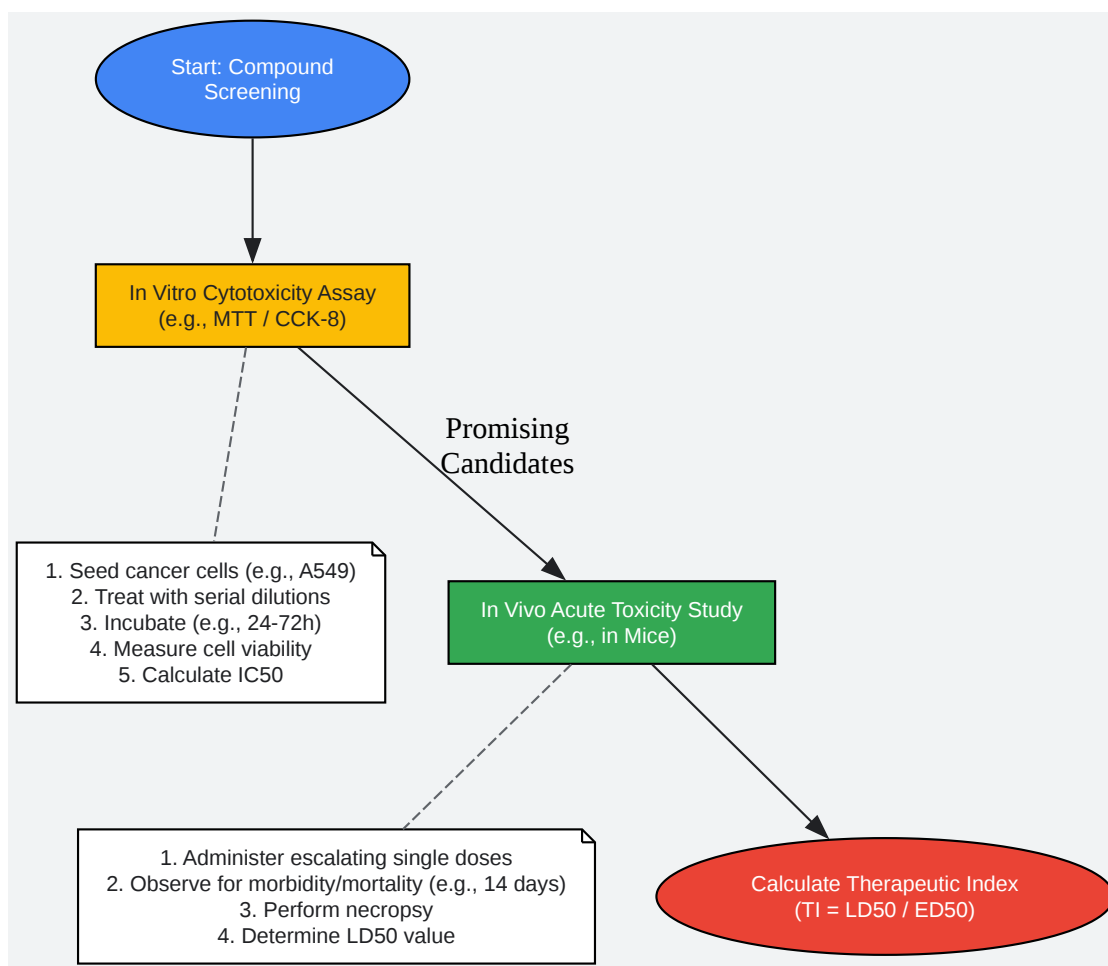 Start: Compound
Screening
In Vitro Cytotoxicity Assay
(e.g., MTT / CCK-8)
Promising
Candidates
1. Seed cancer cells (e.g., A549)
2. Treat with serial dilutions
3. Incubate (e.g., 24-72h)
4. Measure cell viability
5. Calculate IC50
In Vivo Acute Toxicity Study
(e.g., in Mice)
1. Administer escalating single doses
2. Observe for morbidity/mortality (e.g., 14 days)
3. Perform necropsy
4. Determine LD50 value
Calculate Therapeutic Index
(TI = LD50 / ED50)